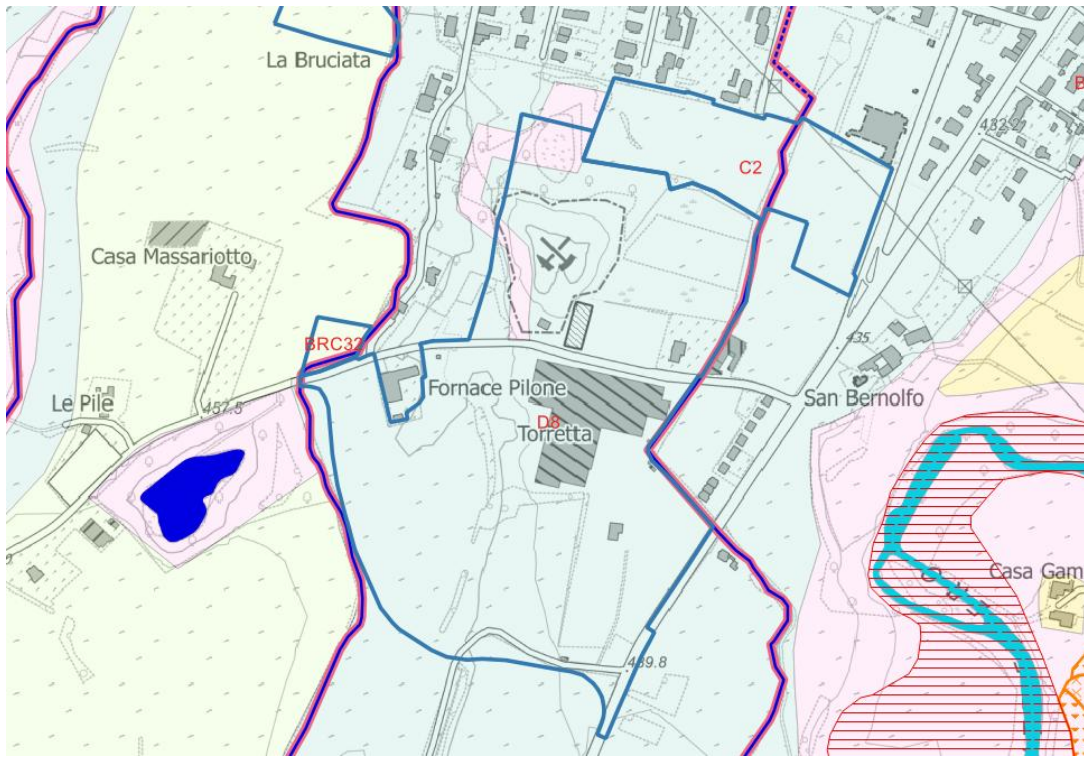 La Bruciata
B
432.21
C2
Casa Massariotto
BRC32
435
Fornace Pilone
San Bernolfo
Le Pile
457.5
D8
Torretta
Casa Gam
439.8